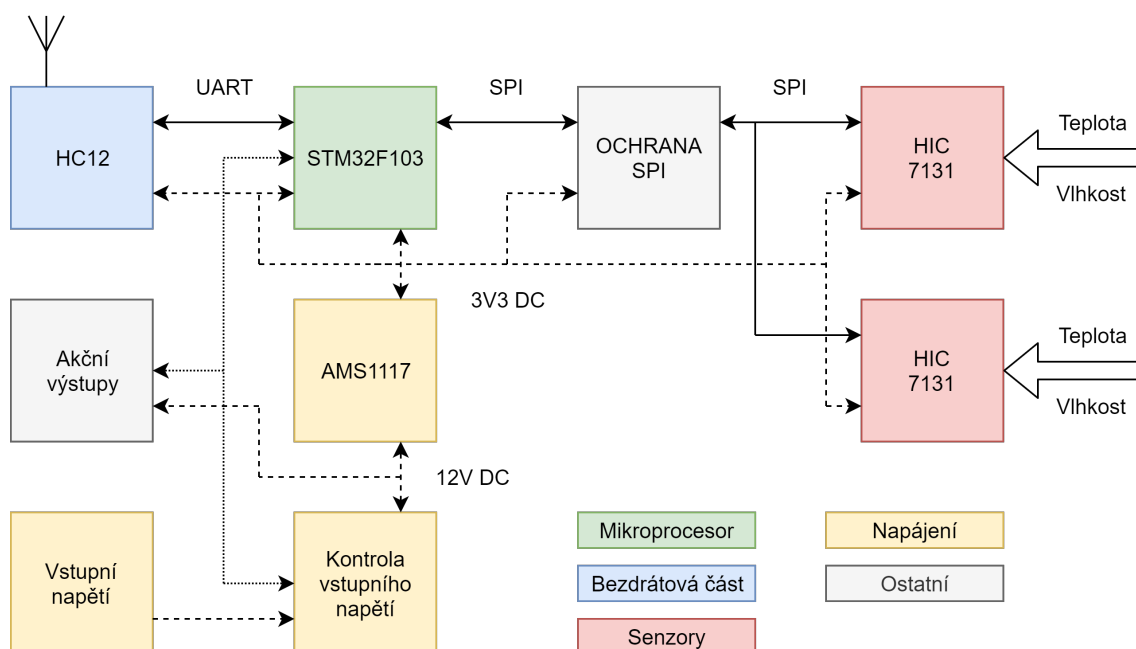 UART
SPI
SPI
HC12
STM32F103
OCHRANA
SPI
HIC
7131
Teplota
Vlhkost
3V3 DC
Akční
výstupy
AMS1117
HIC
7131
Teplota
Vlhkost
12V DC
Vstupní
napětí
Kontrola
vstupního
napětí
Mikroprocesor
Napájení
Bezdrátová část
Ostatní
Senzory